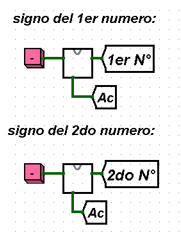 signo del 1er numero:
- 1er N°
Ac
signo del 2do numero:
- 2do N°
Ac